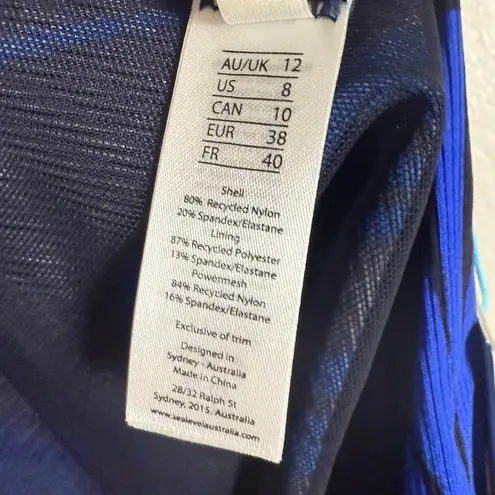 AU/UK 12
US 8
CAN 10
EUR 38
FR 40
Shell
80% Recycled Nylon
20% Spandex/Elastane
Lining
87% Recycled Polyester
13% Spandex/Elastane
Powermesh
84% Recycled Nylon
16% Spandex/Elastane
Exclusive of trim
Designed in
Sydney - Australia
Made in China
2B/32 Ralph St
Sydney, 2015, Australia
www.sealevelaustralia.com